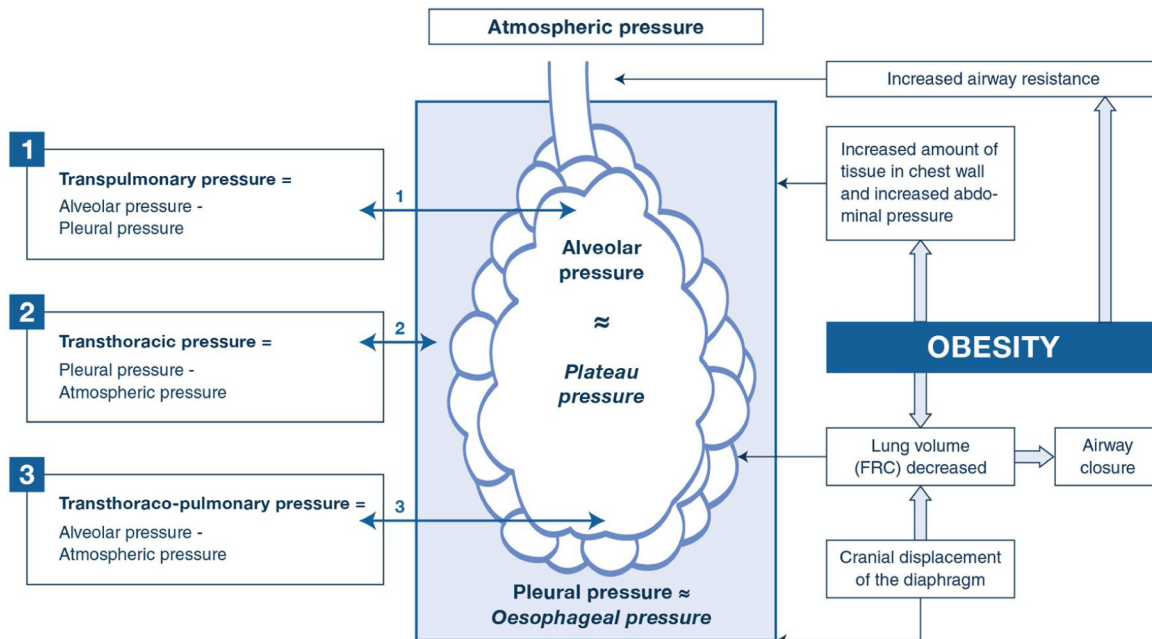 Atmospheric pressure
1
Transpulmonary pressure =
Alveolar pressure -
Pleural pressure
1
2
Transthoracic pressure =
Pleural pressure -
Atmospheric pressure
2
3
Transthoraco-pulmonary pressure =
Alveolar pressure -
Atmospheric pressure
3
Alveolar
pressure
≈
Plateau
pressure
Pleural pressure ≈
Oesophageal pressure
Increased airway resistance
Increased amount of
tissue in chest wall
and increased abdo-
minal pressure
OBESITY
Lung volume
(FRC) decreased
Airway
closure
Cranial displacement
of the diaphragm